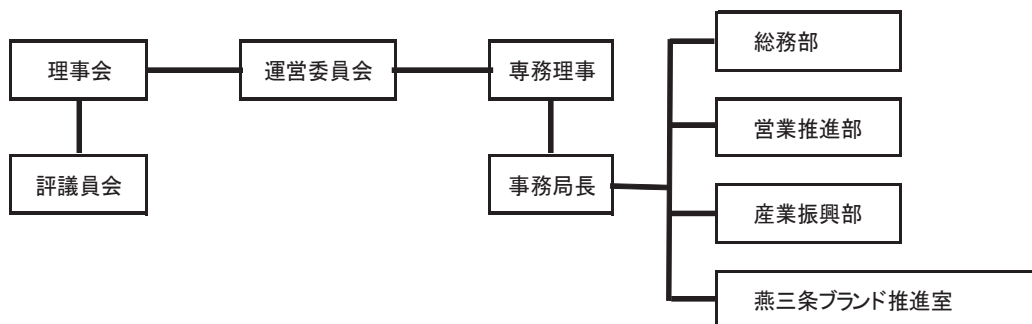 理事会
運営委員会
専務理事
総務部
営業推進部
評議員会
事務局長
産業振興部
燕三条ブランド推進室